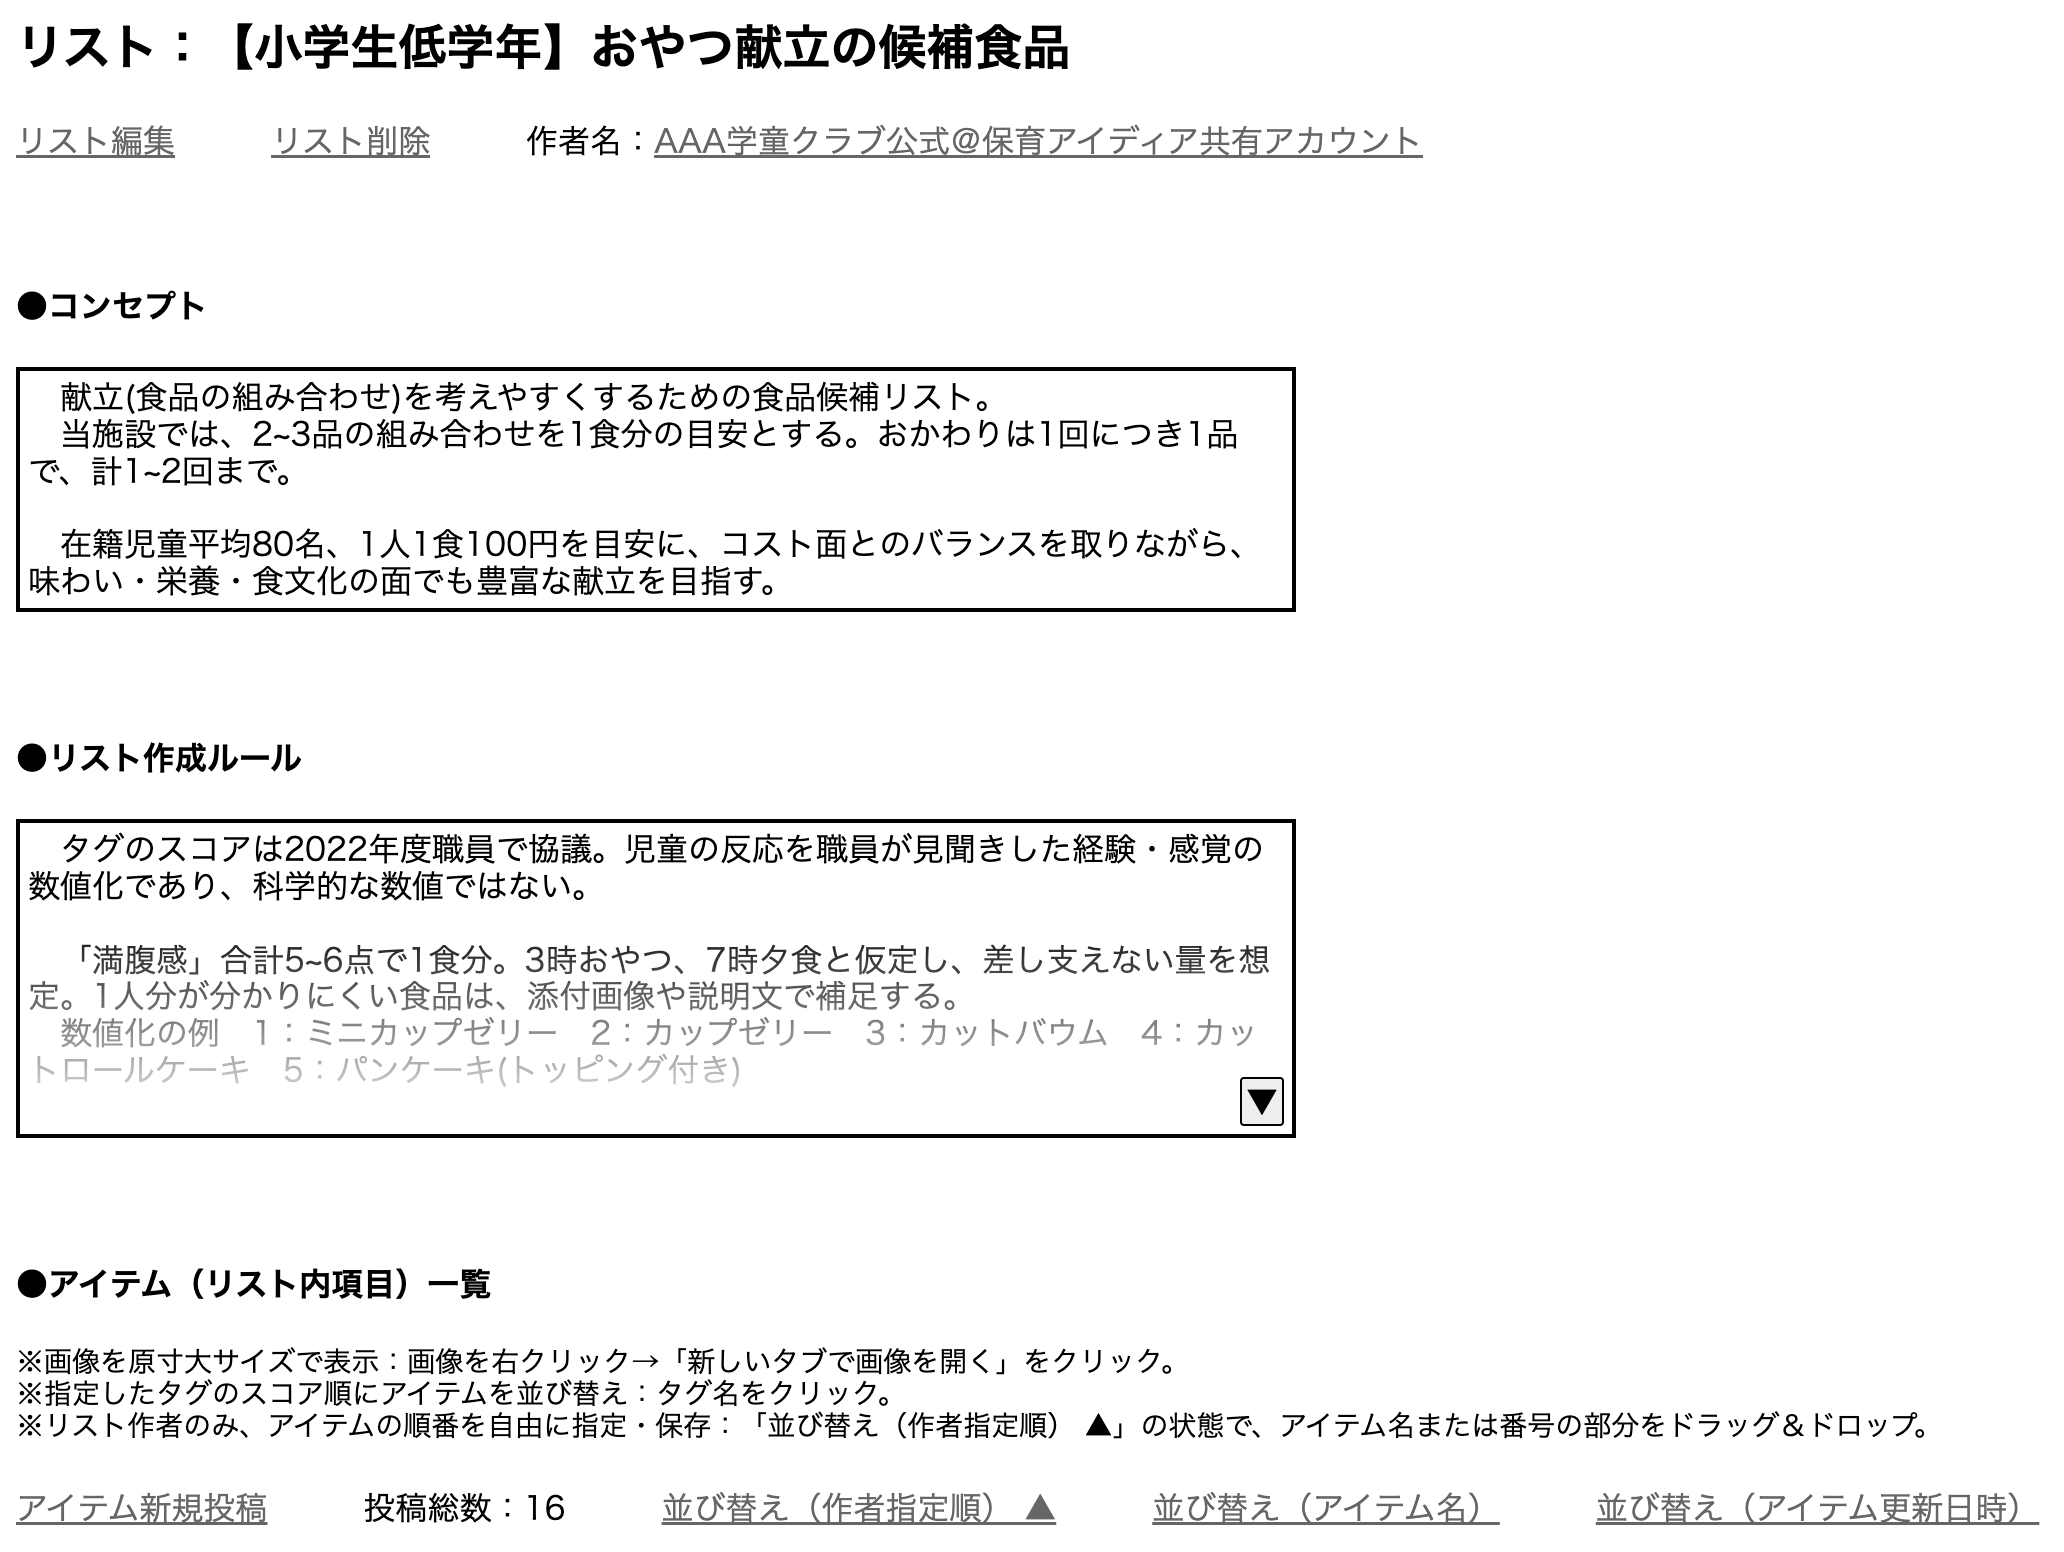 リスト：【小学生低学年】おやつ献立の候補食品
リスト編集　リスト削除　作者名：AAA学童クラブ公式＠保育アイディア共有アカウント
●コンセプト
　献立(食品の組み合わせ)を考えやすくするための食品候補リスト。
　当施設では、2~3品の組み合わせを1食分の目安とする。おかわりは1回につき1品
で、計1~2回まで。
　在籍児童平均80名、1人1食100円を目安に、コスト面とのバランスを取りながら、
味わい・栄養・食文化の面でも豊富な献立を目指す。
●リスト作成ルール
　タグのスコアは2022年度職員で協議。児童の反応を職員が見聞きした経験・感覚の
数値化であり、科学的な数値ではない。
　「満腹感」合計5~6点で1食分。3時おやつ、7時夕食と仮定し、差し支えない量を想
定。1人分が分かりにくい食品は、添付画像や説明文で補足する。
　数値化の例　1：ミニカップゼリー　2：カップゼリー　3：カットバウム　4：カッ
トロールケーキ　5：パンケーキ(トッピング付き)
▼
●アイテム（リスト内項目）一覧
※画像を原寸大サイズで表示：画像を右クリック→「新しいタブで画像を開く」をクリック。
※指定したタグのスコア順にアイテムを並び替え：タグ名をクリック。
※リスト作者のみ、アイテムの順番を自由に指定・保存：「並び替え（作者指定順） ▲」の状態で、アイテム名または番号の部分をドラッグ＆ドロップ。
アイテム新規投稿　投稿総数：16　並び替え（作者指定順） ▲　並び替え（アイテム名）　並び替え（アイテム更新日時）